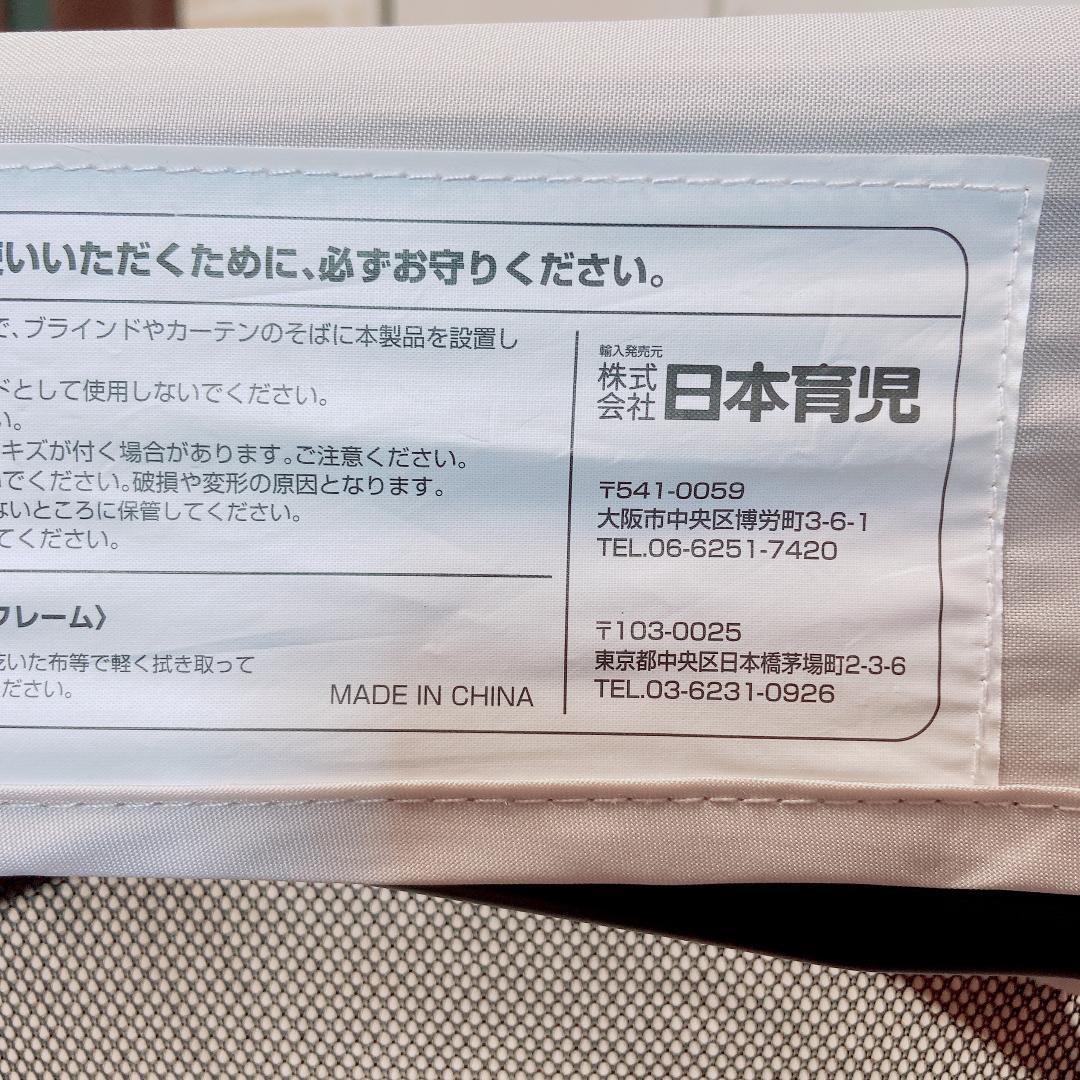 いいただくために、必ずお守りください。
で、ブラインドやカーテンのそばに本製品を設置し
ドとして使用しないでください。
い。
キズが付く場合があります。ご注意ください。
いでください。破損や変形の原因となります。
ないところに保管してください。
てください。
フレーム〉
乾いた布等で軽く拭き取って
ださい。
MADE IN CHINA
輸入発売元
株式会社 日本育児
〒541-0059
大阪市中央区博労町3-6-1
TEL.06-6251-7420
〒103-0025
東京都中央区日本橋茅場町2-3-6
TEL.03-6231-0926